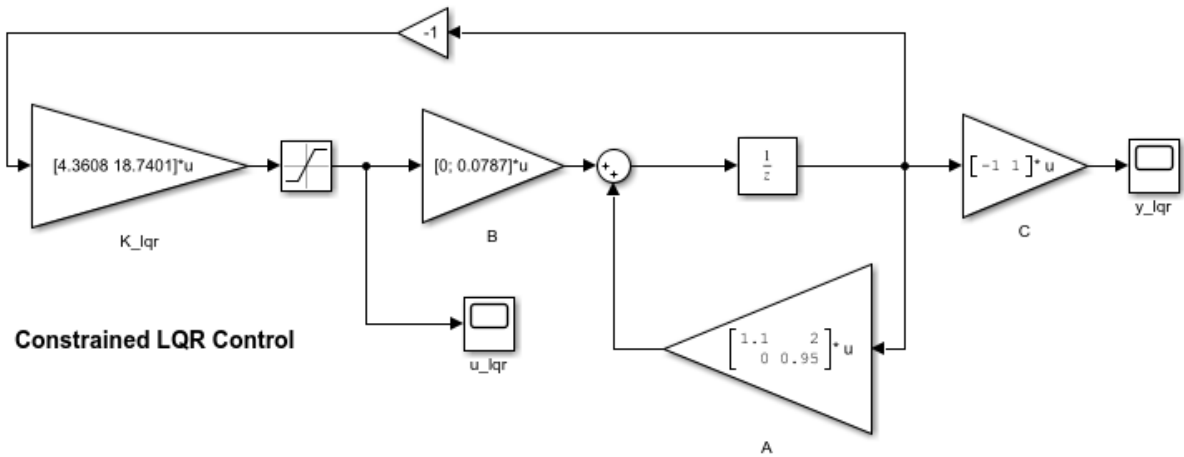 -1
[4.3608 18.7401]*u
K_lqr
[0; 0.0787]*u
B
+
+
1
z
[-1 1]* u
C
y_lqr
Constrained LQR Control
u_lqr
[1.1 2
0 0.95]* u
A